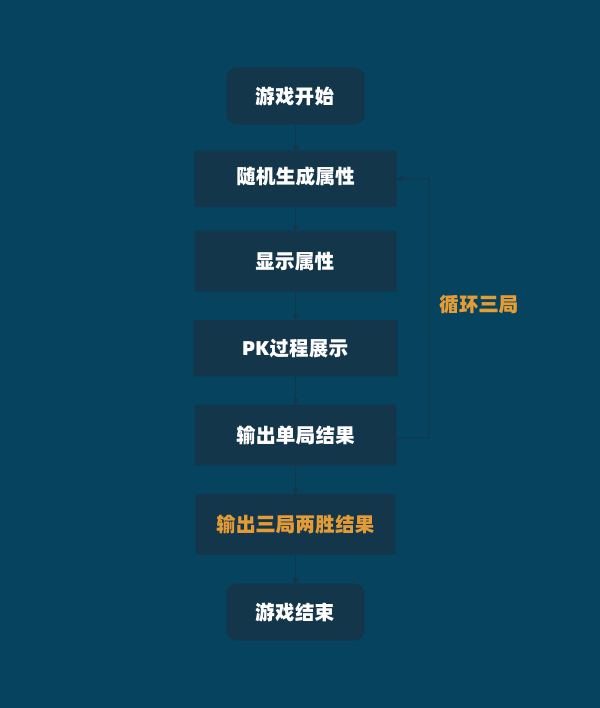 游戏开始
随机生成属性
显示属性
循环三局
PK过程展示
输出单局结果
输出三局两胜结果
游戏结束